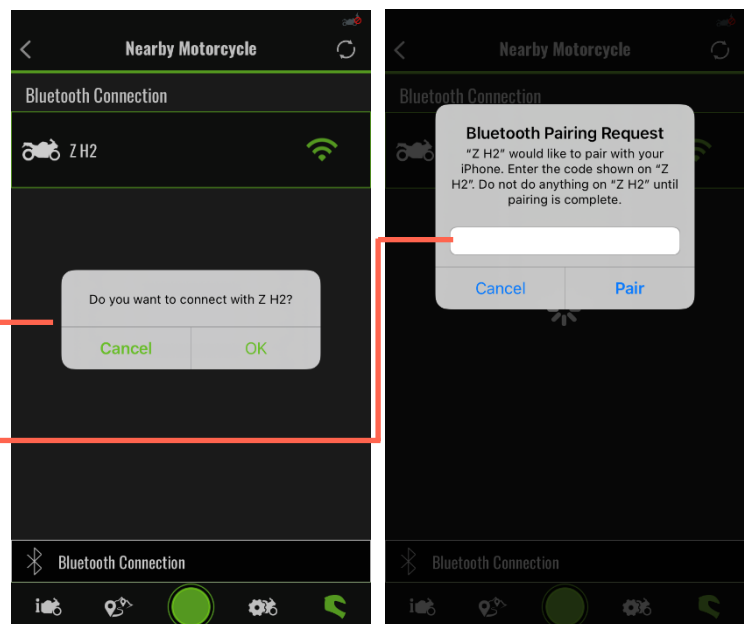 Nearby Motorcycle
Bluetooth Connection
Z H2
Do you want to connect with Z H2?
Cancel
OK
Bluetooth Connection
i
Nearby Motorcycle
Bluetooth Connection
Bluetooth Pairing Request
"Z H2" would like to pair with your
iPhone. Enter the code shown on "Z
H2". Do not do anything on "Z H2" until
pairing is complete.
Cancel
Pair
Bluetooth Connection
i